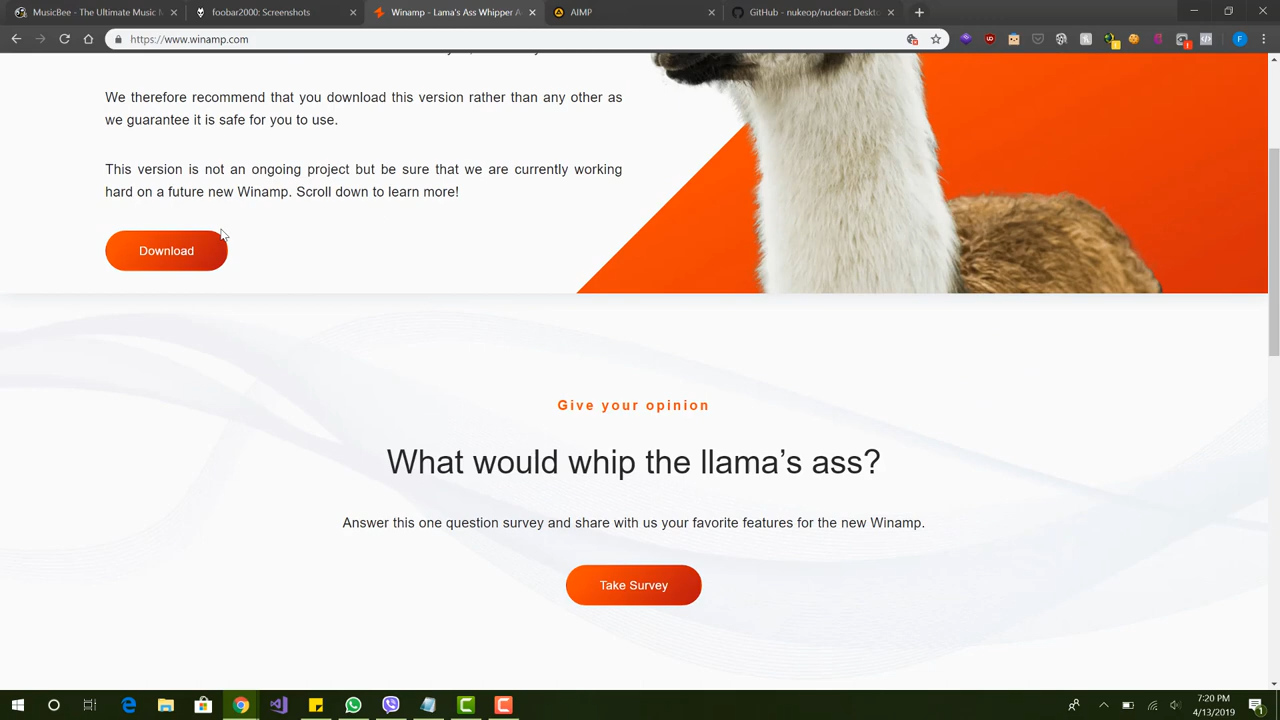 MusicBee - The Ultimate Music M
foobar2000: Screenshots
Winamp - Lama's Ass Whipper A
AIMP
GitHub - nukeop/nuclear: Deskto
https://www.winamp.com
We therefore recommend that you download this version rather than any other as
we guarantee it is safe for you to use.
This version is not an ongoing project but be sure that we are currently working
hard on a future new Winamp. Scroll down to learn more!
Download
Give your opinion
What would whip the llama's ass?
Answer this one question survey and share with us your favorite features for the new Winamp.
Take Survey
7:20 PM
4/13/2019